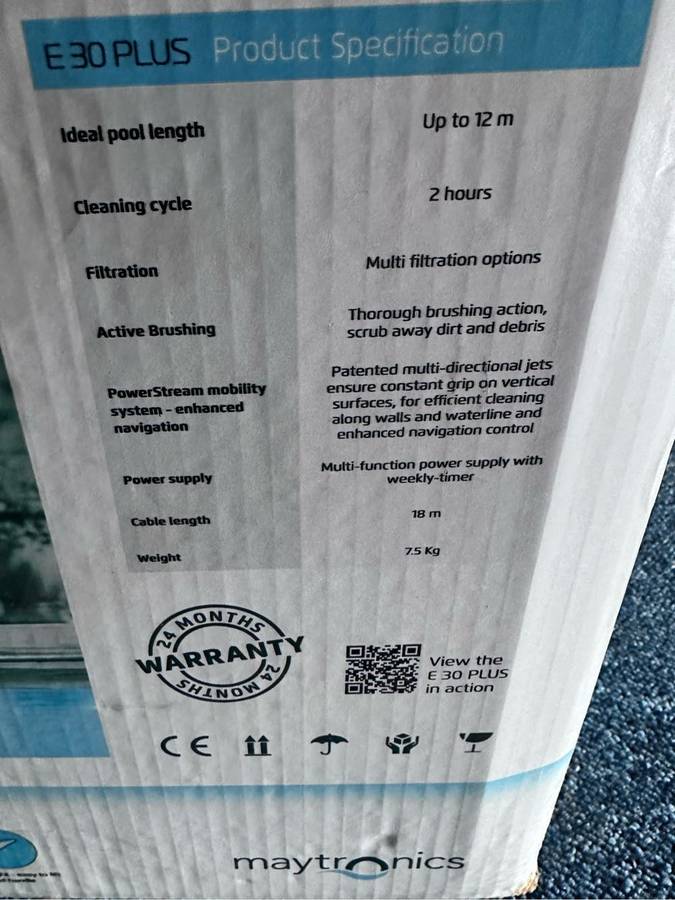 E 30 PLUS Product Specification
Ideal pool length Up to 12 m
Cleaning cycle 2 hours
Filtration Multi filtration options
Active Brushing
Thorough brushing action,
scrub away dirt and debris
PowerStream mobility
system - enhanced
navigation
Patented multi-directional jets
ensure constant grip on vertical
surfaces, for efficient cleaning
along walls and waterline and
enhanced navigation control
Power supply
Multi-function power supply with
weekly-timer
Cable length 18 m
Weight 7.5 Kg
24 MONTHS
WARRANTY
24 MONTHS
View the
E 30 PLUS
in action
CE
maytronics